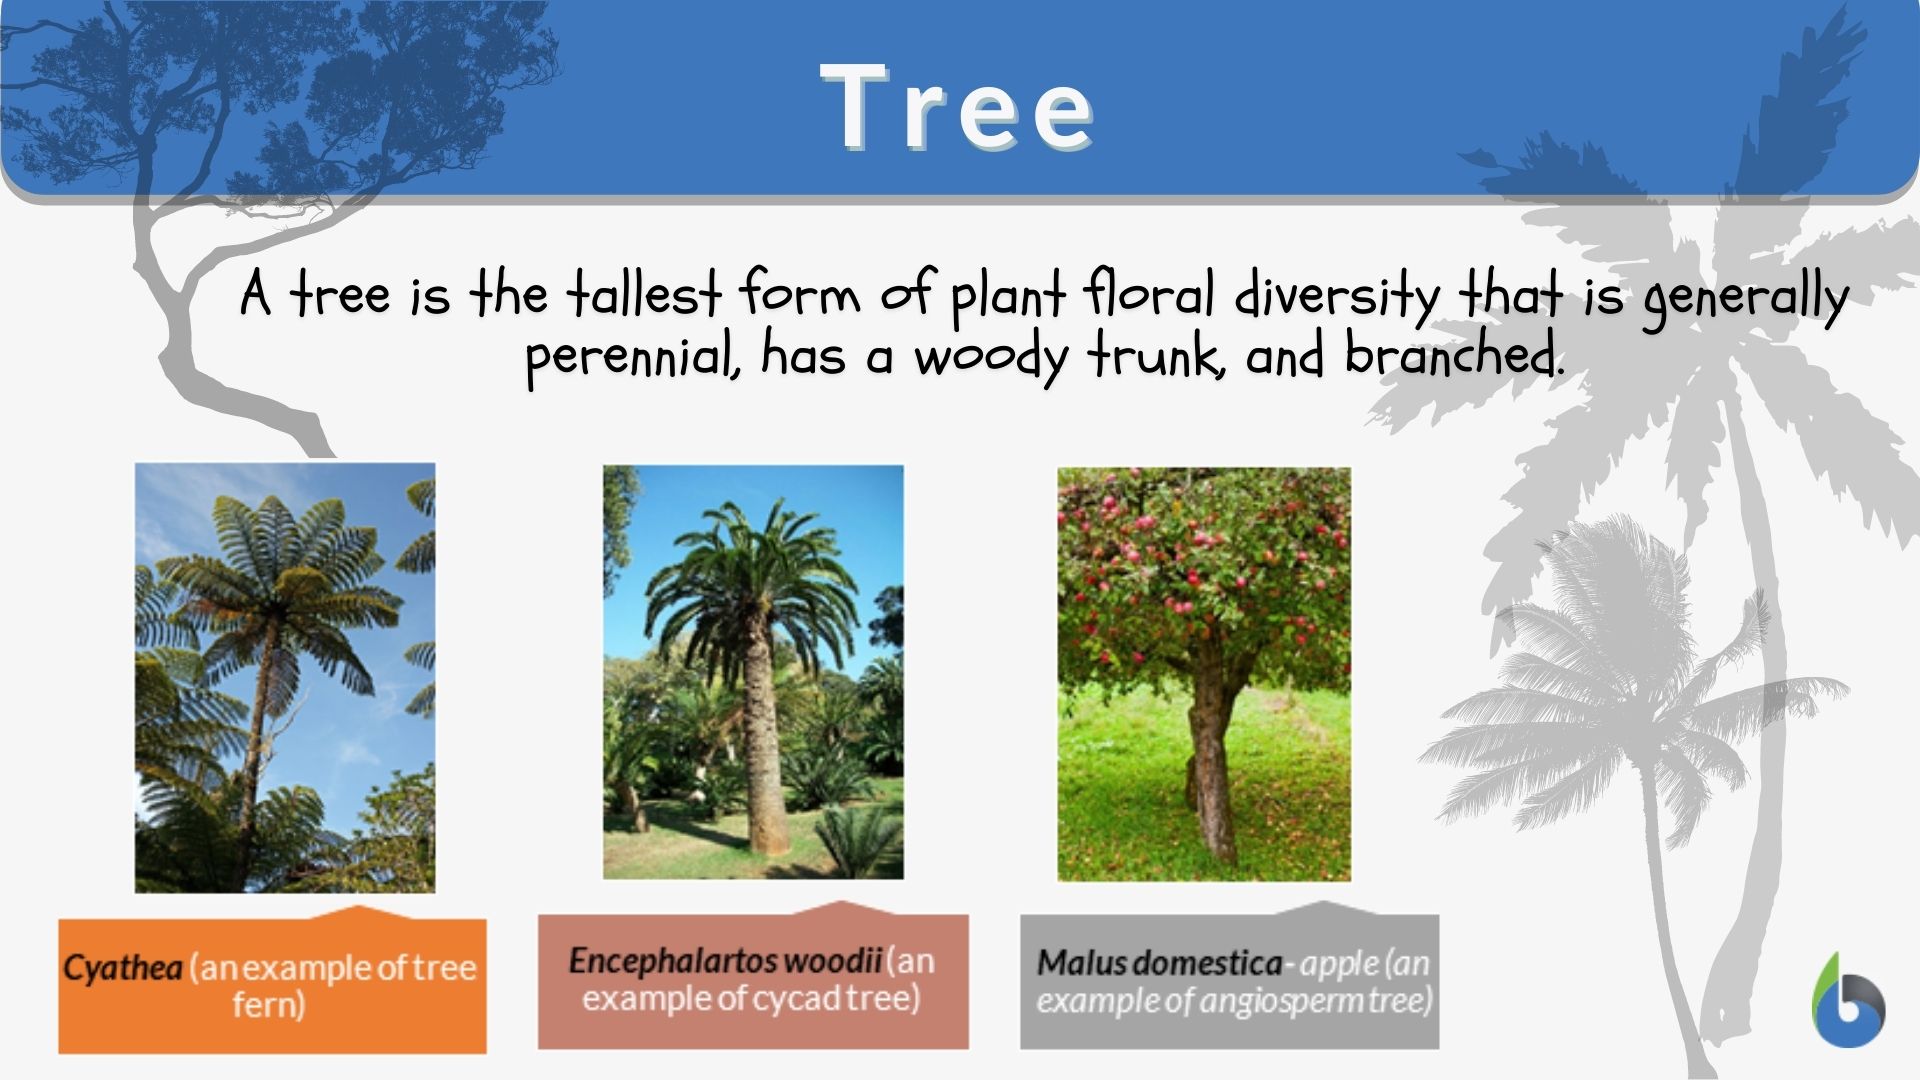 Tree
A tree is the tallest form of plant floral diversity that is generally
perennial, has a woody trunk, and branched.
Cyathea (an example of tree
fern)
Encephalartos woodii (an
example of cycad tree)
Malus domestica- apple (an
example of angiosperm tree)